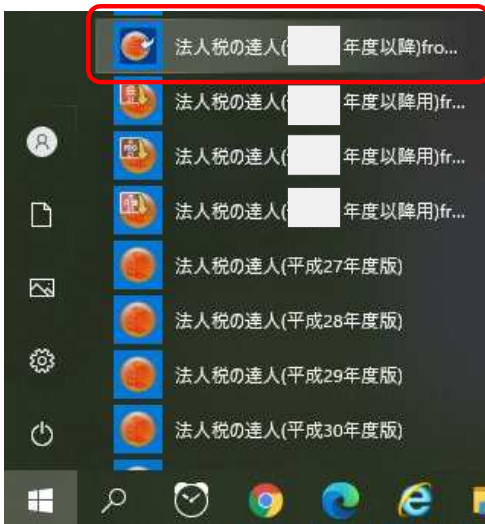 法人税の達人( 年度以降)fro...
法人税の達人( 年度以降用)fr...
法人税の達人( 年度以降用)fr...
法人税の達人( 年度以降用)fr...
法人税の達人(平成27年度版)
法人税の達人(平成28年度版)
法人税の達人(平成29年度版)
法人税の達人(平成30年度版)